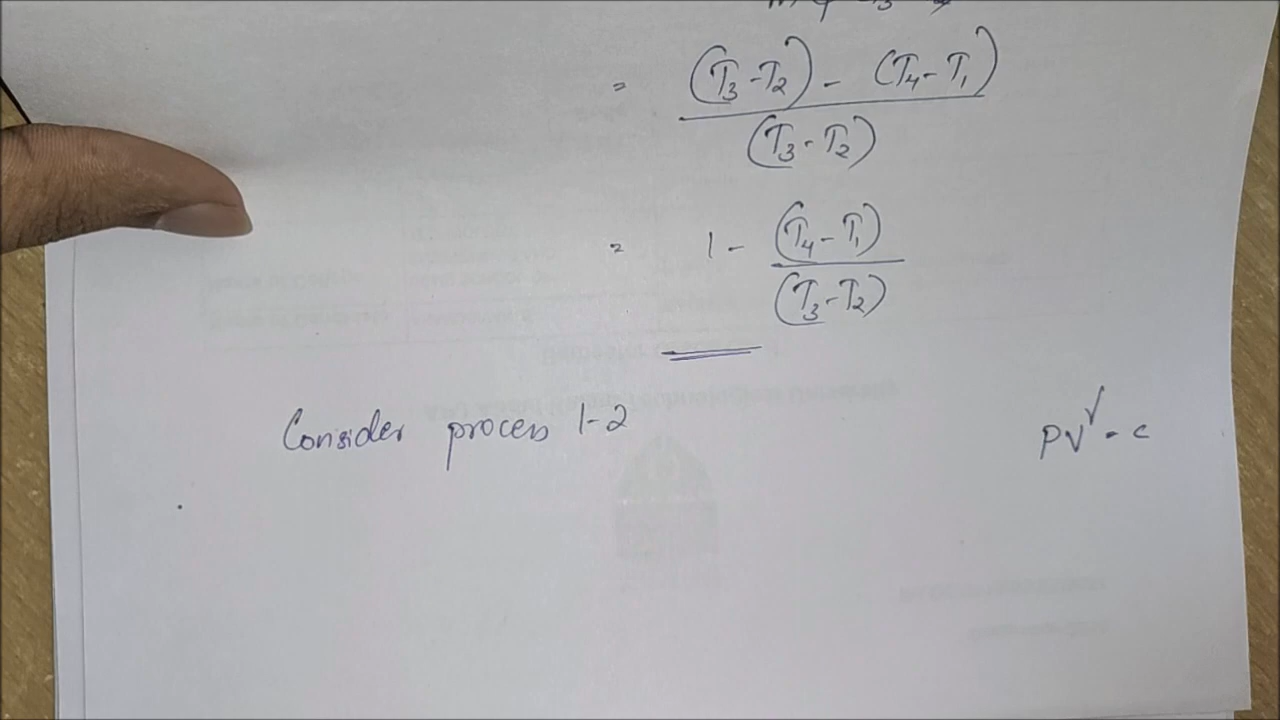 = (T₃-T₂) - (T₄-T₁)
(T₃-T₂)
= 1 - (T₄-T₁)
(T₃-T₂)
Consider process 1-2 pv^γ = c